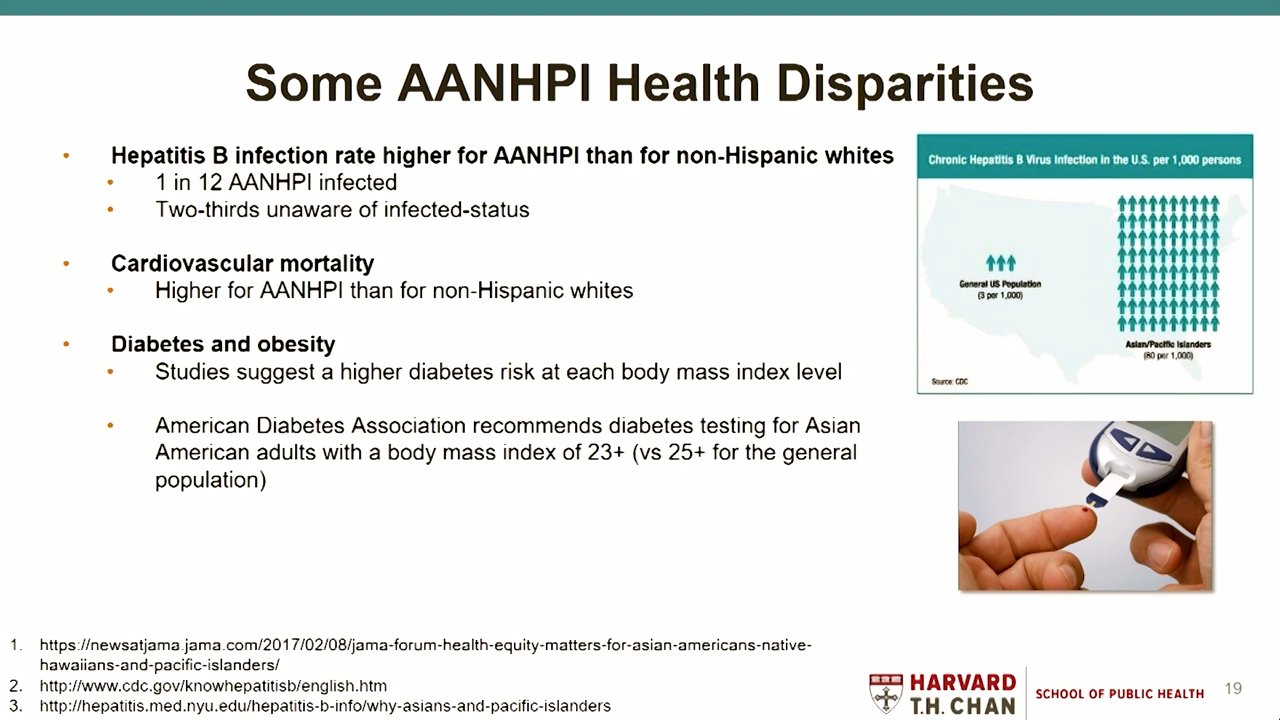 Some AANHPI Health Disparities
• Hepatitis B infection rate higher for AANHPI than for non-Hispanic whites
• 1 in 12 AANHPI infected
• Two-thirds unaware of infected-status
• Cardiovascular mortality
• Higher for AANHPI than for non-Hispanic whites
• Diabetes and obesity
• Studies suggest a higher diabetes risk at each body mass index level
• American Diabetes Association recommends diabetes testing for Asian
American adults with a body mass index of 23+ (vs 25+ for the general
population)
Chronic Hepatitis B Virus Infection in the U.S. per 1,000 persons
General US Population
(3 per 1,000)
Asian/Pacific Islanders
(80 per 1,000)
Source: CDC
1. https://newsatjama.jama.com/2017/02/08/jama-forum-health-equity-matters-for-asian-americans-native-
hawaiians-and-pacific-islanders/
2. http://www.cdc.gov/knowhepatitisb/english.htm
3. http://hepatitis.med.nyu.edu/hepatitis-b-info/why-asians-and-pacific-islanders
HARVARD
T.H. CHAN
SCHOOL OF PUBLIC HEALTH
19